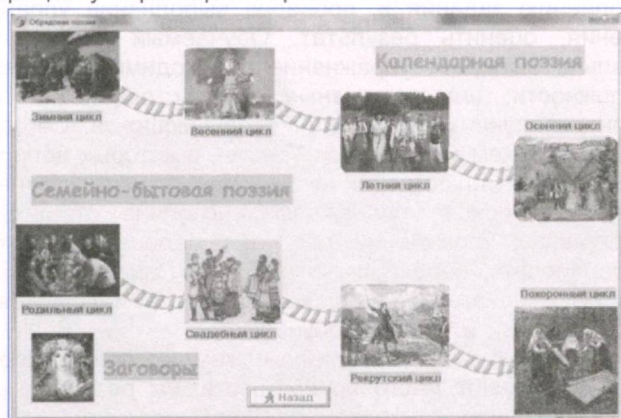 Обрядовая поэзия
Календарная поэзия
Зимний цикл
Весенний цикл
Летний цикл
Осенний цикл
Семейно-бытовая поэзия
Родильный цикл
Свадебный цикл
Рекрутский цикл
Похоронный цикл
Заговоры
Назад